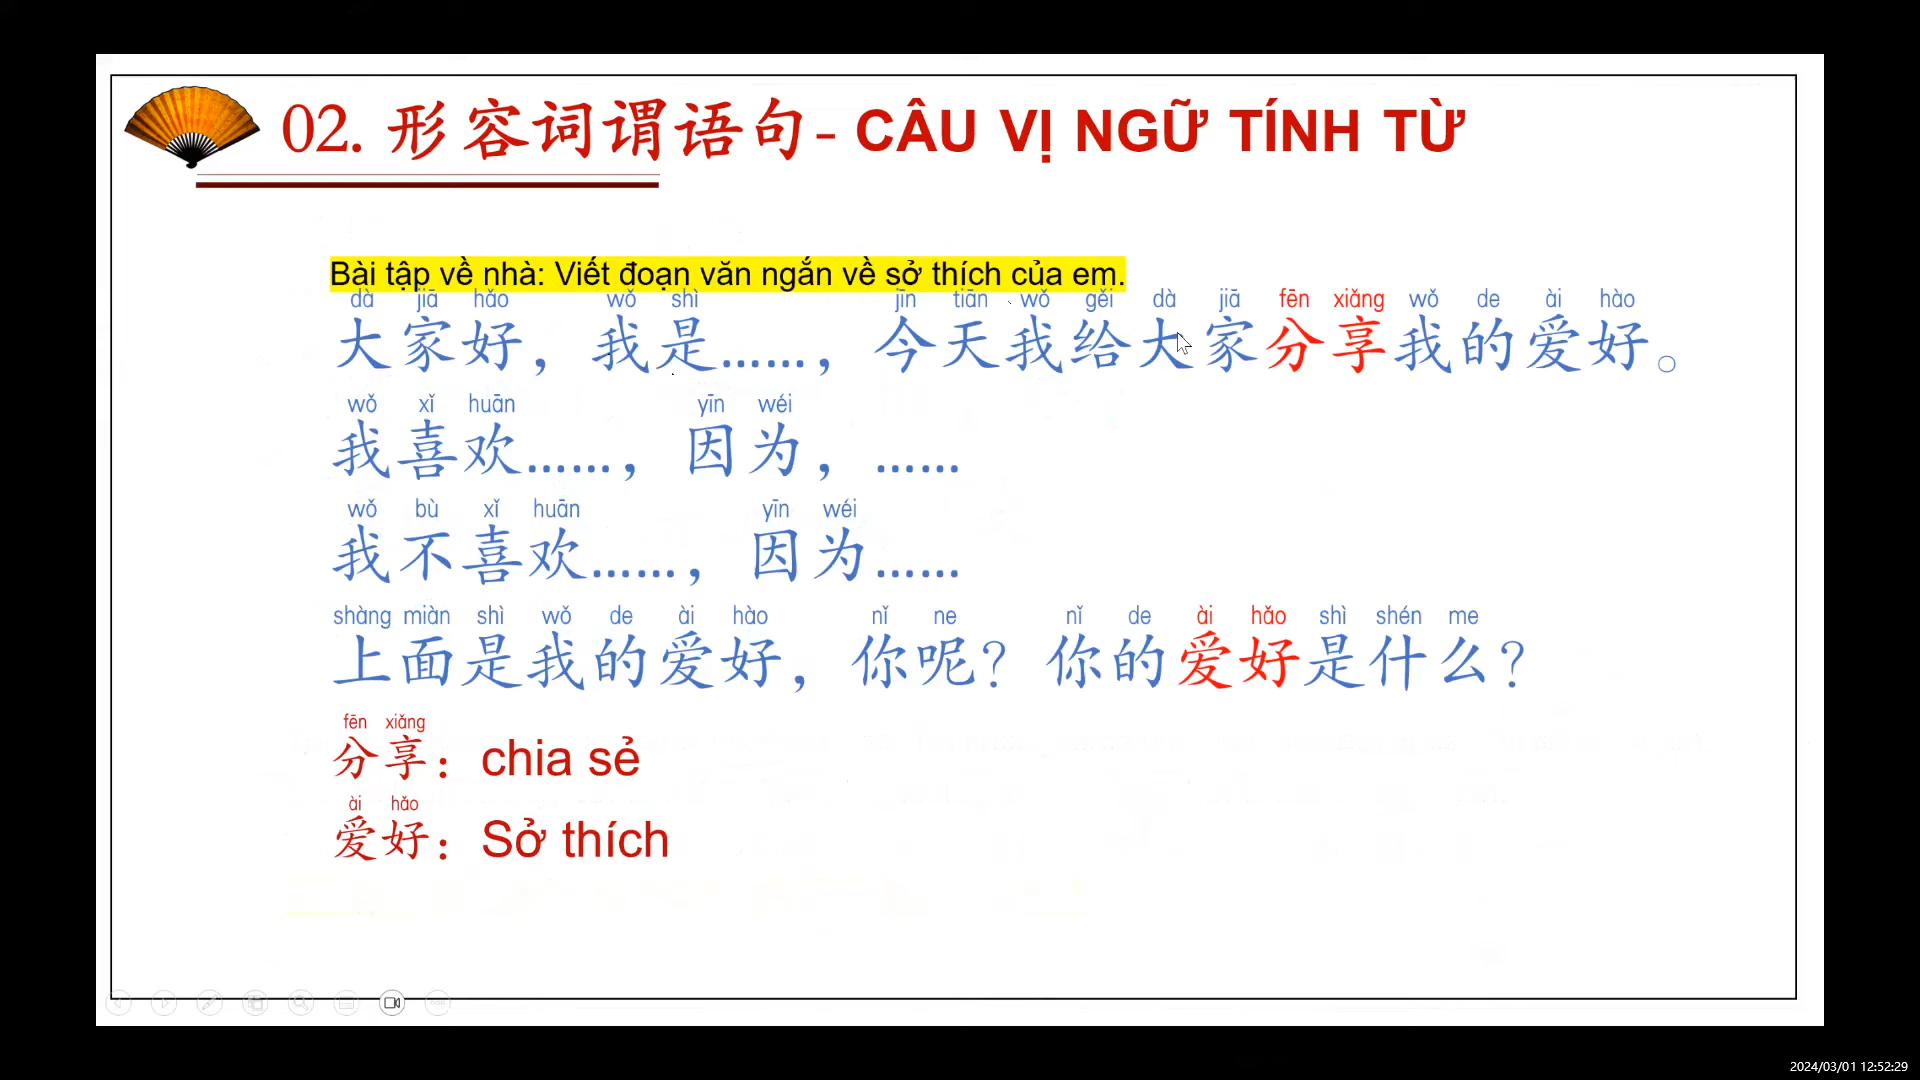 02. 形容词谓语句- CÂU VỊ NGỮ TÍNH TỪ
Bài tập về nhà: Viết đoạn văn ngắn về sở thích của em.
dà jiā hǎo wǒ shì jīn tiān wǒ gěi dà jiā fēn xiǎng wǒ de ài hào
大家好，我是……，今天我给大家分享我的爱好。
wǒ xǐ huān yīn wéi
我喜欢……，因为，……
wǒ bù xǐ huān yīn wéi
我不喜欢……，因为……
shàng miàn shì wǒ de ài hào nǐ ne nǐ de ài hǎo shì shén me
上面是我的爱好，你呢？你的爱好是什么？
fēn xiǎng
分享：chia sẻ
ài hǎo
爱好：Sở thích
2024/03/01 12:52:29